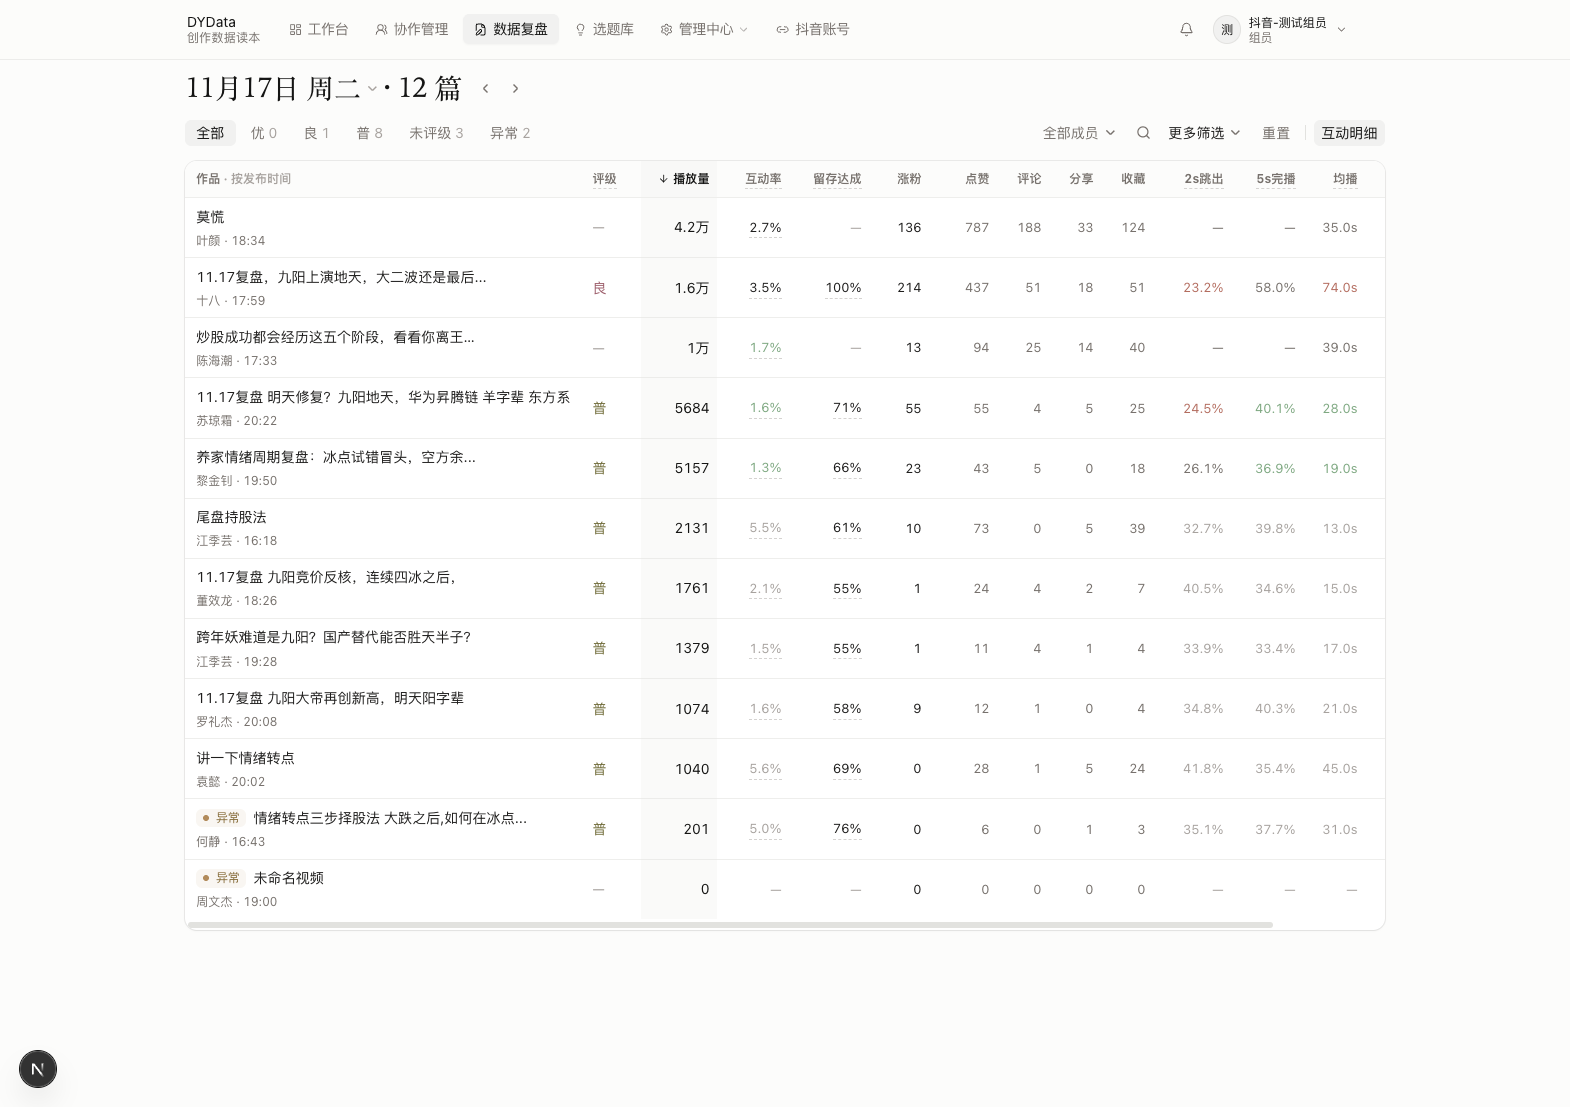 DYData
创作数据读本
工作台 协作管理 数据复盘 选题库 管理中心 抖音账号
测 抖音-测试组员
组员
11月17日 周二 · 12 篇
全部 优 0 良 1 普 8 未评级 3 异常 2 全部成员 更多筛选 重置 互动明细
作品 · 按发布时间 评级 ↓ 播放量 互动率 留存达成 涨粉 点赞 评论 分享 收藏 2s跳出 5s完播 均播
莫慌
叶颜 · 18:34
— 4.2万 2.7% — 136 787 188 33 124 — — 35.0s
11.17复盘，九阳上演地天，大二波还是最后...
十八 · 17:59
良 1.6万 3.5% 100% 214 437 51 18 51 23.2% 58.0% 74.0s
炒股成功都会经历这五个阶段，看看你离王...
陈海潮 · 17:33
— 1万 1.7% — 13 94 25 14 40 — — 39.0s
11.17复盘 明天修复？九阳地天，华为昇腾链 羊字辈 东方系
苏琼霜 · 20:22
普 5684 1.6% 71% 55 55 4 5 25 24.5% 40.1% 28.0s
养家情绪周期复盘：冰点试错冒头，空方余...
黎金钊 · 19:50
普 5157 1.3% 66% 23 43 5 0 18 26.1% 36.9% 19.0s
尾盘持股法
江季芸 · 16:18
普 2131 5.5% 61% 10 73 0 5 39 32.7% 39.8% 13.0s
11.17复盘 九阳竞价反核，连续四冰之后，
董效龙 · 18:26
普 1761 2.1% 55% 1 24 4 2 7 40.5% 34.6% 15.0s
跨年妖难道是九阳？国产替代能否胜天半子?
江季芸 · 19:28
普 1379 1.5% 55% 1 11 4 1 4 33.9% 33.4% 17.0s
11.17复盘 九阳大帝再创新高，明天阳字辈
罗礼杰 · 20:08
普 1074 1.6% 58% 9 12 1 0 4 34.8% 40.3% 21.0s
讲一下情绪转点
袁懿 · 20:02
普 1040 5.6% 69% 0 28 1 5 24 41.8% 35.4% 45.0s
异常 情绪转点三步择股法 大跌之后,如何在冰点...
何静 · 16:43
普 201 5.0% 76% 0 6 0 1 3 35.1% 37.7% 31.0s
异常 未命名视频
周文杰 · 19:00
— 0 — — 0 0 0 0 0 — — —
N